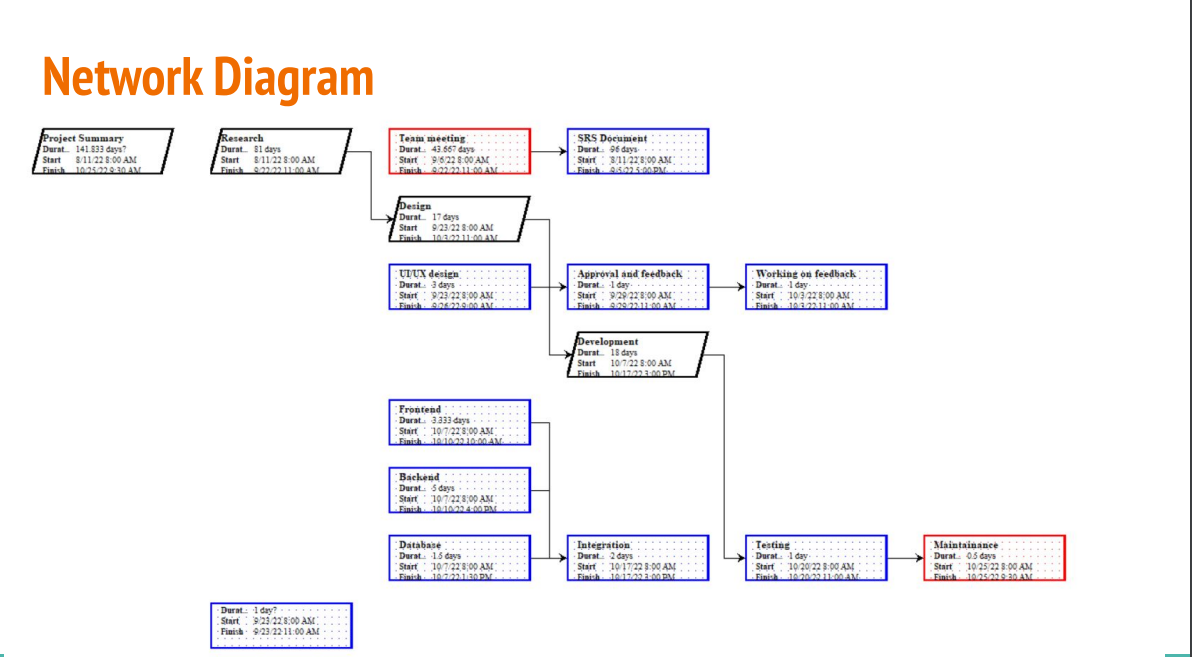 Network Diagram
Project Summary
Durat.. 141.833 days?
Start 8/11/22 8:00 AM
Finish 10/25/22 9:30 AM
Research
Durat.. 81 days
Start 8/11/22 8:00 AM
Finish 9/22/22 11:00 AM
Team meeting
Durat.. 43.667 days
Start 9/6/22 8:00 AM
Finish 9/22/22 11:00 AM
SRS Document
Durat.. 96 days
Start 8/11/22 8:00 AM
Finish 9/5/22 5:00 PM
Design
Durat.. 17 days
Start 9/23/22 8:00 AM
Finish 10/3/22 11:00 AM
UI/UX design
Durat.. 3 days
Start 9/23/22 8:00 AM
Finish 9/26/22 9:00 AM
Approval and feedback
Durat.. 1 day
Start 9/29/22 8:00 AM
Finish 9/29/22 11:00 AM
Working on feedback
Durat.. 1 day
Start 10/3/22 8:00 AM
Finish 10/3/22 11:00 AM
Development
Durat.. 18 days
Start 10/7/22 8:00 AM
Finish 10/17/22 3:00 PM
Frontend
Durat.. 3.333 days
Start 10/7/22 8:00 AM
Finish 10/10/22 10:00 AM
Backend
Durat.. 5 days
Start 10/7/22 8:00 AM
Finish 10/10/22 4:00 PM
Database
Durat.. 1.5 days
Start 10/7/22 8:00 AM
Finish 10/7/22 1:30 PM
Integration
Durat.. 2 days
Start 10/17/22 8:00 AM
Finish 10/17/22 3:00 PM
Testing
Durat.. 1 day
Start 10/20/22 8:00 AM
Finish 10/20/22 11:00 AM
Maintainance
Durat.. 0.5 days
Start 10/25/22 8:00 AM
Finish 10/25/22 9:30 AM
Durat.. 1 day?
Start 9/23/22 8:00 AM
Finish 9/23/22 11:00 AM